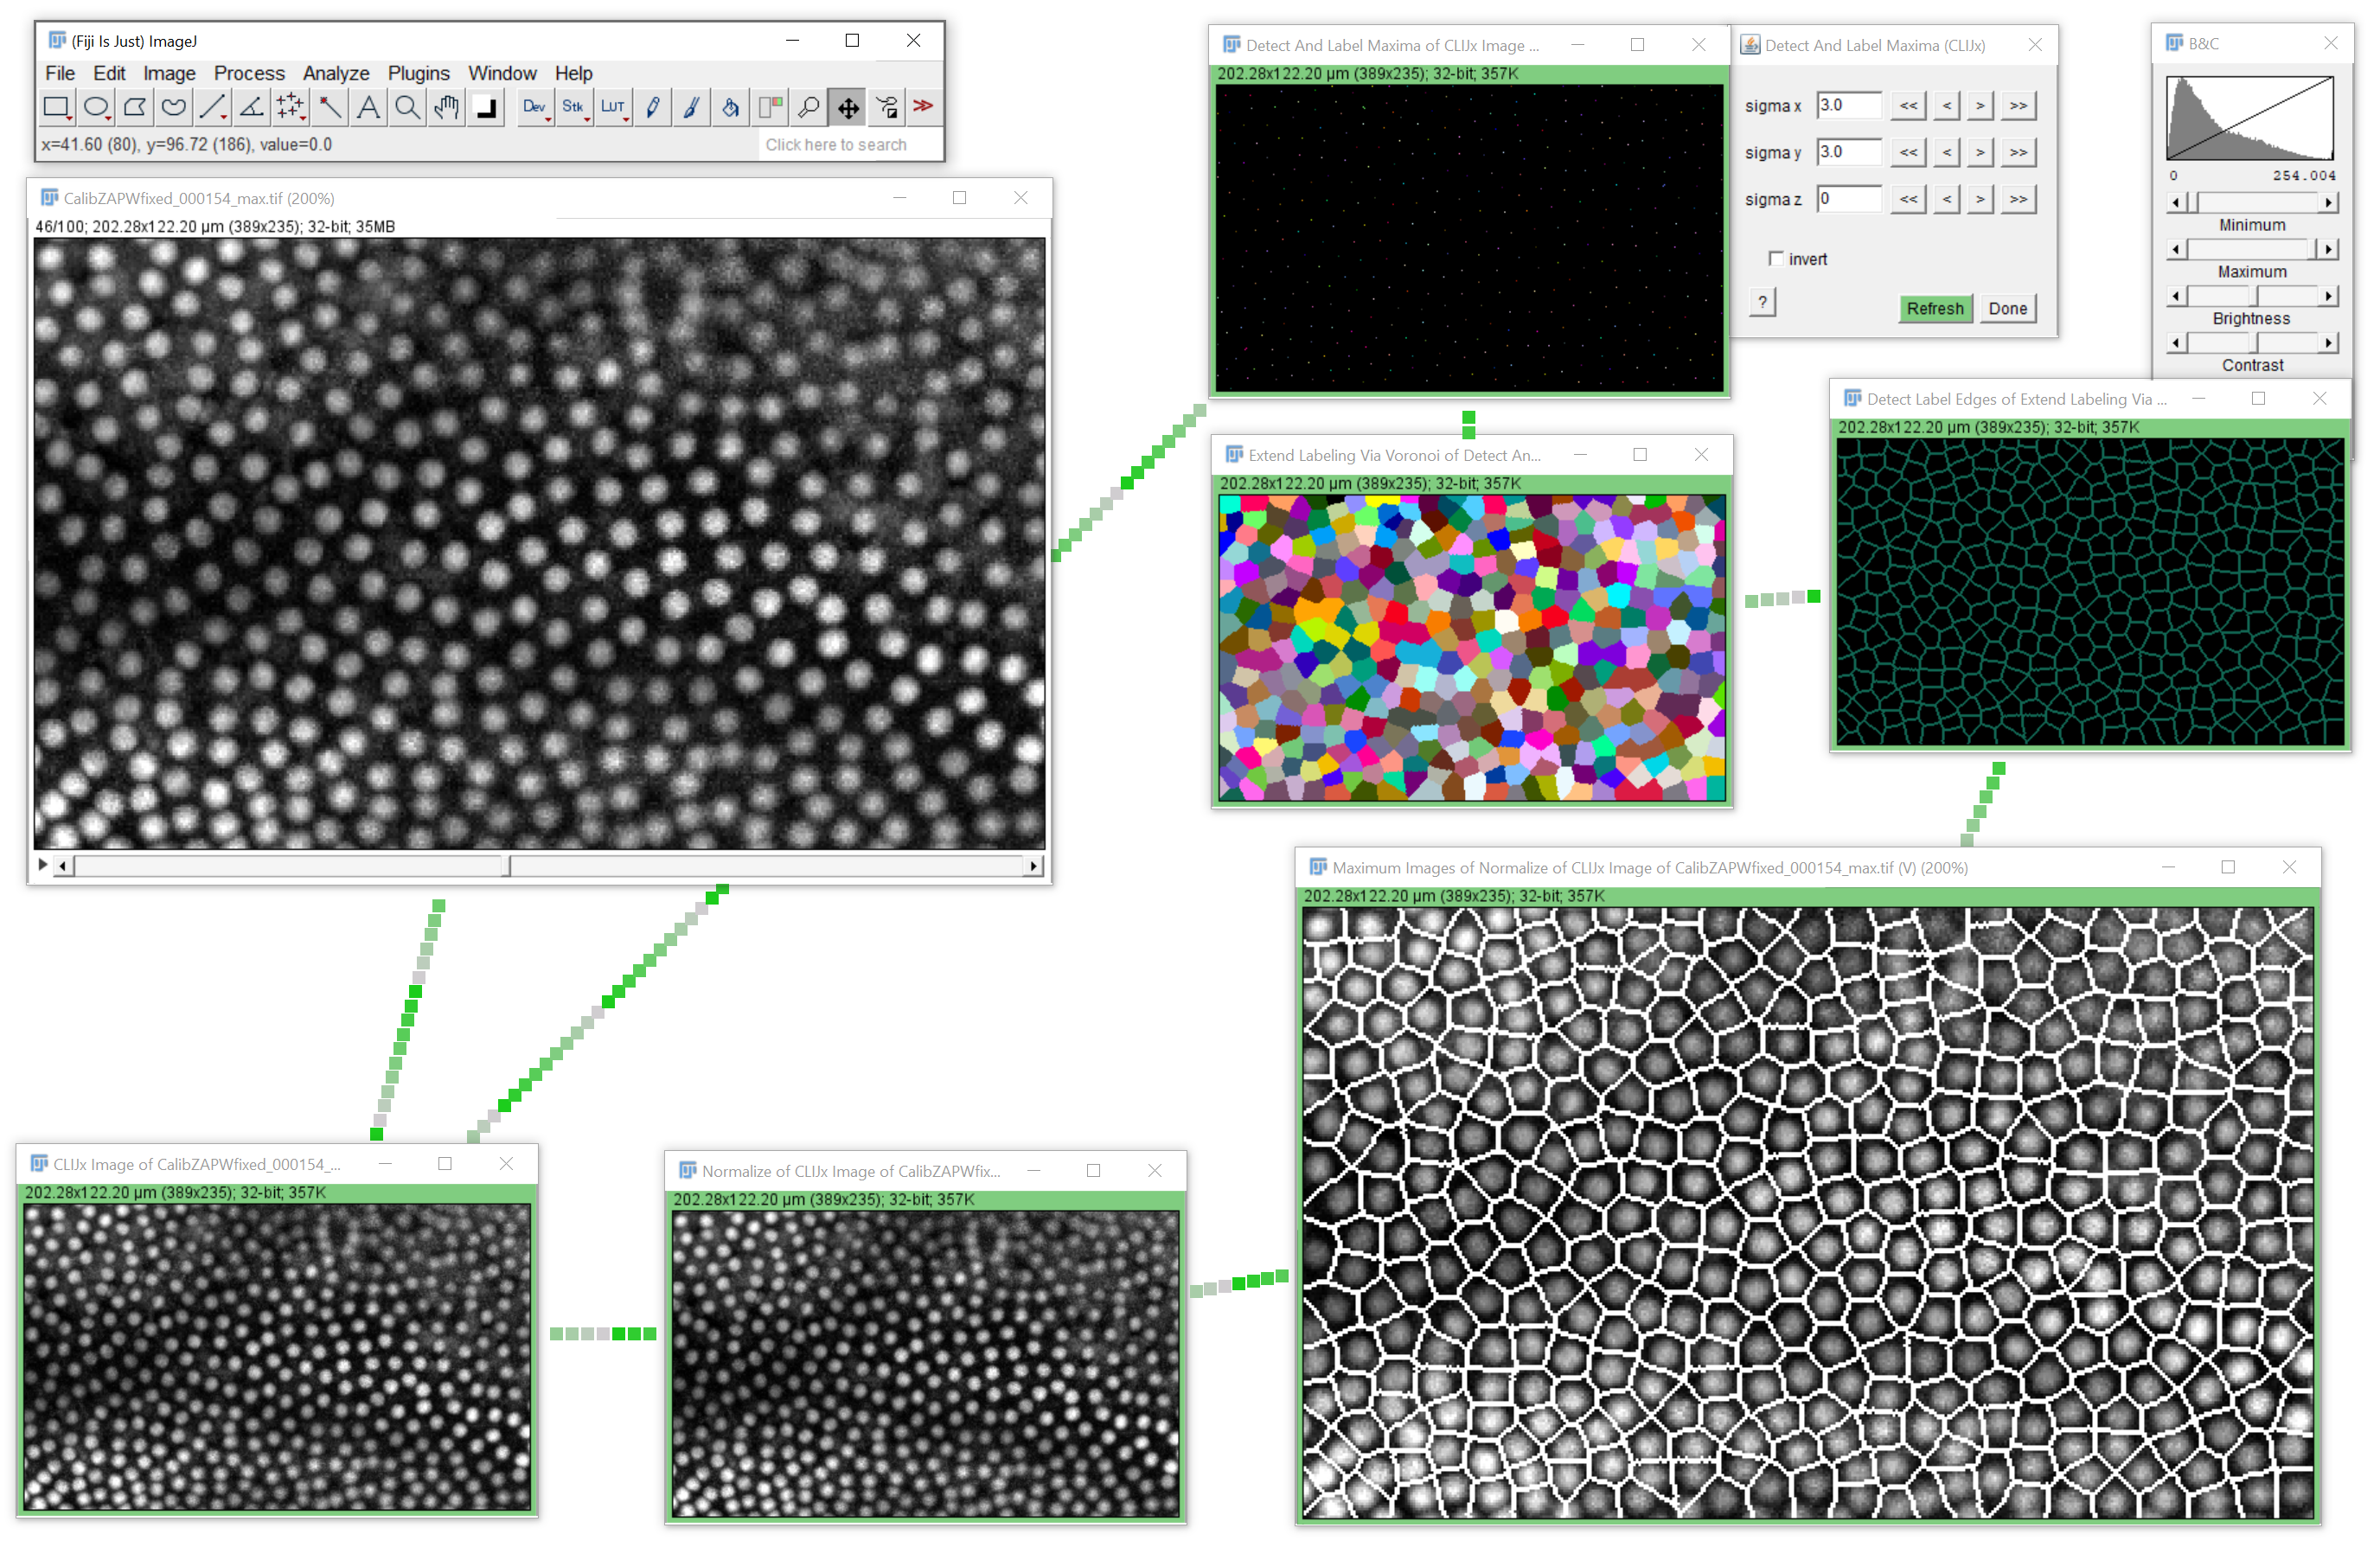 (Fiji Is Just) ImageJ
File Edit Image Process Analyze Plugins Window Help
Dev Stk LUT >>
x=41.60 (80), y=96.72 (186), value=0.0
Click here to search
CalibZAPWfixed_000154_max.tif (200%)
46/100; 202.28x122.20 µm (389x235); 32-bit; 35MB
Detect And Label Maxima of CLIJx Image ...
202.28x122.20 µm (389x235); 32-bit; 357K
Detect And Label Maxima (CLIJx)
sigma x 3.0 << < > >>
sigma y 3.0 << < > >>
sigma z 0 << < > >>
invert
? Refresh Done
B&C
0 254.004
Minimum
Maximum
Brightness
Contrast
Extend Labeling Via Voronoi of Detect An...
202.28x122.20 µm (389x235); 32-bit; 357K
Detect Label Edges of Extend Labeling Via ...
202.28x122.20 µm (389x235); 32-bit; 357K
Maximum Images of Normalize of CLIJx Image of CalibZAPWfixed_000154_max.tif (V) (200%)
202.28x122.20 µm (389x235); 32-bit; 357K
CLIJx Image of CalibZAPWfixed_000154_...
202.28x122.20 µm (389x235); 32-bit; 357K
Normalize of CLIJx Image of CalibZAPWfix...
202.28x122.20 µm (389x235); 32-bit; 357K